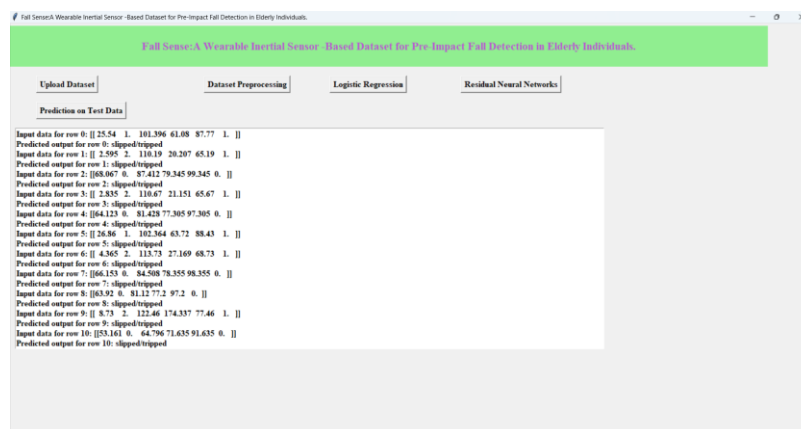 Fall Sense:A Wearable Inertial Sensor -Based Dataset for Pre-Impact Fall Detection in Elderly Individuals.
Fall Sense:A Wearable Inertial Sensor -Based Dataset for Pre-Impact Fall Detection in Elderly Individuals.
Upload Dataset Dataset Preprocessing Logistic Regression Residual Neural Networks
Prediction on Test Data
Input data for row 0: [[ 25.54 1. 101.396 61.08 87.77 1. ]]
Predicted output for row 0: slipped/tripped
Input data for row 1: [[ 2.595 2. 110.19 20.207 65.19 1. ]]
Predicted output for row 1: slipped/tripped
Input data for row 2: [[68.067 0. 87.412 79.345 99.345 0. ]]
Predicted output for row 2: slipped/tripped
Input data for row 3: [[ 2.835 2. 110.67 21.151 65.67 1. ]]
Predicted output for row 3: slipped/tripped
Input data for row 4: [[64.123 0. 81.428 77.305 97.305 0. ]]
Predicted output for row 4: slipped/tripped
Input data for row 5: [[ 26.86 1. 102.364 63.72 88.43 1. ]]
Predicted output for row 5: slipped/tripped
Input data for row 6: [[ 4.365 2. 113.73 27.169 68.73 1. ]]
Predicted output for row 6: slipped/tripped
Input data for row 7: [[66.153 0. 84.508 78.355 98.355 0. ]]
Predicted output for row 7: slipped/tripped
Input data for row 8: [[63.92 0. 81.12 77.2 97.2 0. ]]
Predicted output for row 8: slipped/tripped
Input data for row 9: [[ 8.73 2. 122.46 174.337 77.46 1. ]]
Predicted output for row 9: slipped/tripped
Input data for row 10: [[53.161 0. 64.796 71.635 91.635 0. ]]
Predicted output for row 10: slipped/tripped